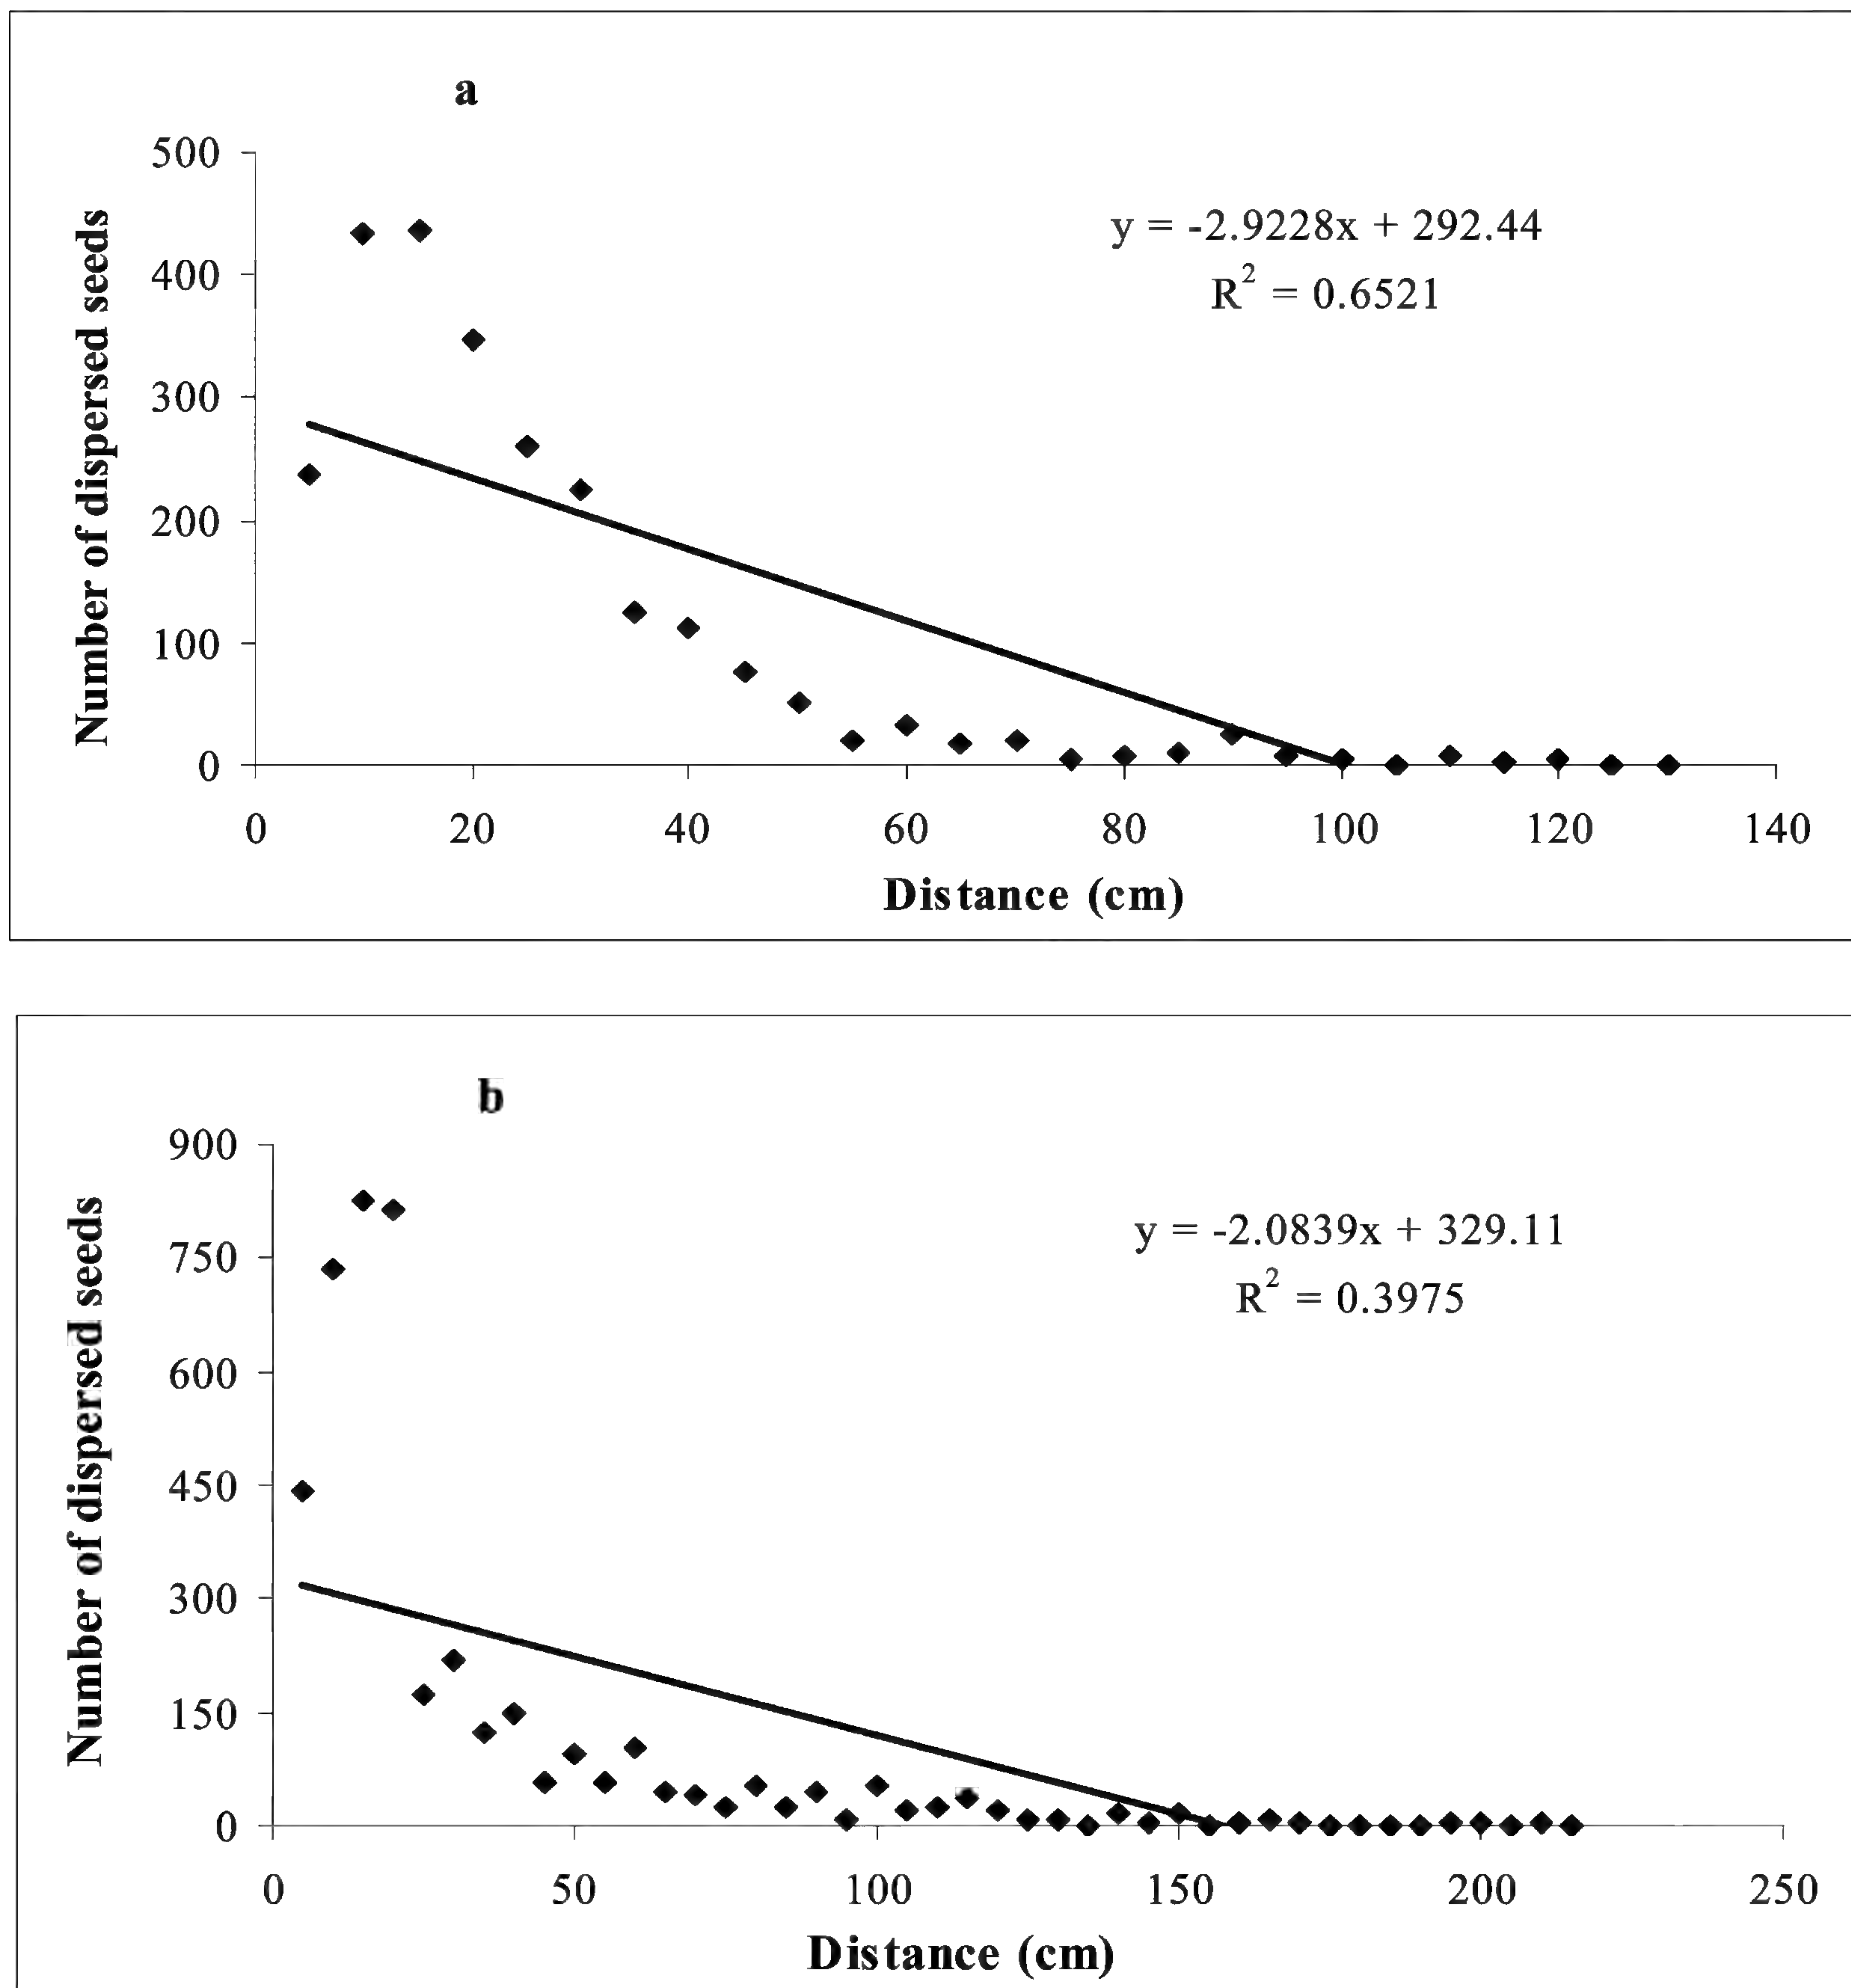 a
500
400
300
200
100
0
Number of dispersed seeds
y = -2.9228x + 292.44
R² = 0.6521
0 20 40 60 80 100 120 140
Distance (cm)
b
900
750
600
450
300
150
0
Number of dispersed seeds
y = -2.0839x + 329.11
R² = 0.3975
0 50 100 150 200 250
Distance (cm)